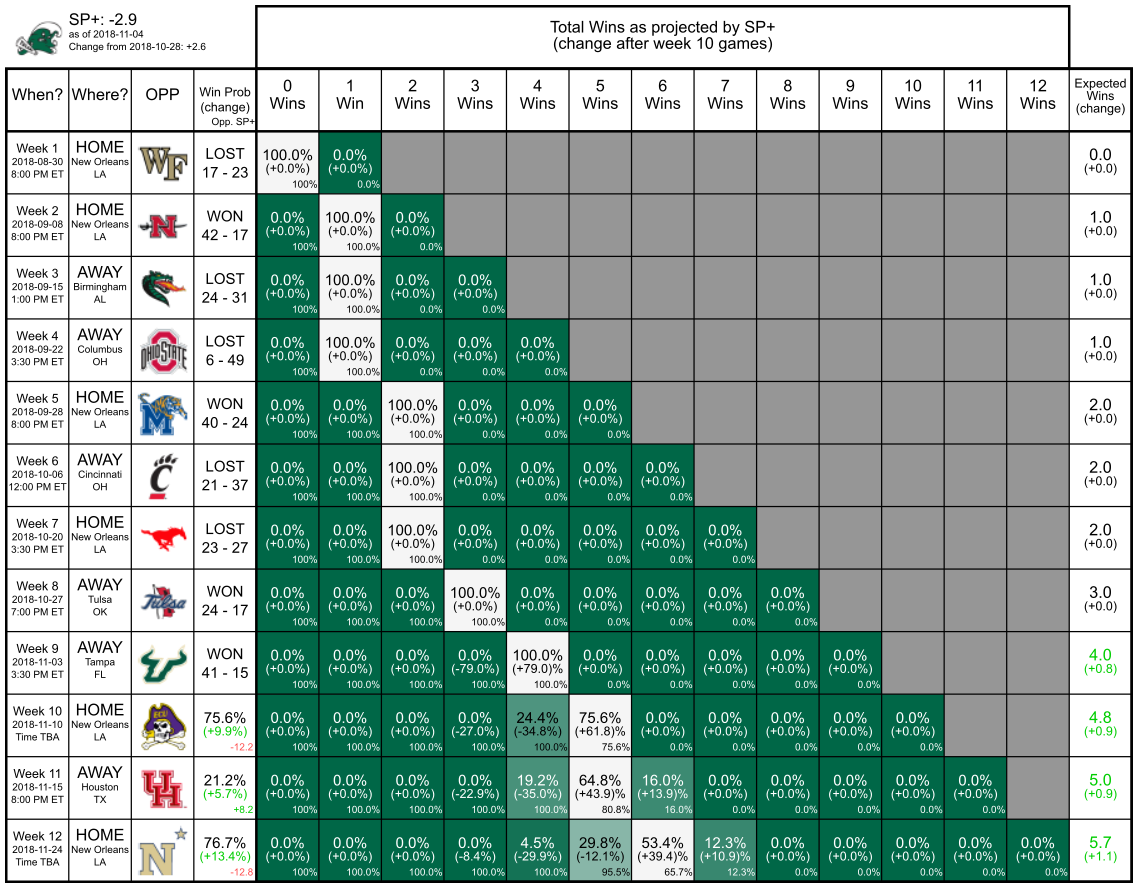 SP+: -2.9
as of 2018-11-04
Change from 2018-10-28: +2.6
Total Wins as projected by SP+
(change after week 10 games)
When? Where? OPP Win Prob (change) Opp. SP+ 0 Wins 1 Win 2 Wins 3 Wins 4 Wins 5 Wins 6 Wins 7 Wins 8 Wins 9 Wins 10 Wins 11 Wins 12 Wins Expected Wins (change)
Week 1 HOME WF LOST 100.0% 0.0% 0.0
2018-08-30 New Orleans 17 - 23 (+0.0%) (+0.0%) (+0.0)
8:00 PM ET LA 100% 0.0%
Week 2 HOME N WON 0.0% 100.0% 0.0% 1.0
2018-09-08 New Orleans 42 - 17 (+0.0%) (+0.0%) (+0.0%) (+0.0)
8:00 PM ET LA 100% 100.0% 0.0%
Week 3 AWAY LOST 0.0% 100.0% 0.0% 0.0% 1.0
2018-09-15 Birmingham 24 - 31 (+0.0%) (+0.0%) (+0.0%) (+0.0%) (+0.0)
1:00 PM ET AL 100% 100.0% 0.0% 0.0%
Week 4 AWAY OHIO STATE LOST 0.0% 100.0% 0.0% 0.0% 0.0% 1.0
2018-09-22 Columbus 6 - 49 (+0.0%) (+0.0%) (+0.0%) (+0.0%) (+0.0%) (+0.0)
3:30 PM ET OH 100% 100.0% 0.0% 0.0% 0.0%
Week 5 HOME M WON 0.0% 0.0% 100.0% 0.0% 0.0% 0.0% 2.0
2018-09-28 New Orleans 40 - 24 (+0.0%) (+0.0%) (+0.0%) (+0.0%) (+0.0%) (+0.0%) (+0.0)
8:00 PM ET LA 100% 100.0% 100.0% 0.0% 0.0% 0.0%
Week 6 AWAY C LOST 0.0% 0.0% 100.0% 0.0% 0.0% 0.0% 0.0% 2.0
2018-10-06 Cincinnati 21 - 37 (+0.0%) (+0.0%) (+0.0%) (+0.0%) (+0.0%) (+0.0%) (+0.0%) (+0.0)
12:00 PM ET OH 100% 100.0% 100.0% 0.0% 0.0% 0.0% 0.0%
Week 7 HOME LOST 0.0% 0.0% 100.0% 0.0% 0.0% 0.0% 0.0% 0.0% 2.0
2018-10-20 New Orleans 23 - 27 (+0.0%) (+0.0%) (+0.0%) (+0.0%) (+0.0%) (+0.0%) (+0.0%) (+0.0%) (+0.0)
3:30 PM ET LA 100% 100.0% 100.0% 0.0% 0.0% 0.0% 0.0% 0.0%
Week 8 AWAY Tulsa WON 0.0% 0.0% 0.0% 100.0% 0.0% 0.0% 0.0% 0.0% 0.0% 3.0
2018-10-27 Tulsa 24 - 17 (+0.0%) (+0.0%) (+0.0%) (+0.0%) (+0.0%) (+0.0%) (+0.0%) (+0.0%) (+0.0%) (+0.0)
7:00 PM ET OK 100% 100.0% 100.0% 100.0% 0.0% 0.0% 0.0% 0.0% 0.0%
Week 9 AWAY WON 0.0% 0.0% 0.0% 0.0% 100.0% 0.0% 0.0% 0.0% 0.0% 0.0% 4.0
2018-11-03 Tampa 41 - 15 (+0.0%) (+0.0%) (+0.0%) (-79.0%) (+79.0)% (+0.0%) (+0.0%) (+0.0%) (+0.0%) (+0.0%) (+0.8)
3:30 PM ET FL 100% 100.0% 100.0% 100.0% 100.0% 0.0% 0.0% 0.0% 0.0% 0.0%
Week 10 HOME ECU 75.6% 0.0% 0.0% 0.0% 0.0% 24.4% 75.6% 0.0% 0.0% 0.0% 0.0% 0.0% 4.8
2018-11-10 New Orleans (+9.9%) (+0.0%) (+0.0%) (+0.0%) (-27.0%) (-34.8%) (+61.8)% (+0.0%) (+0.0%) (+0.0%) (+0.0%) (+0.0%) (+0.9)
Time TBA LA -12.2 100% 100.0% 100.0% 100.0% 100.0% 75.6% 0.0% 0.0% 0.0% 0.0% 0.0%
Week 11 AWAY UH 21.2% 0.0% 0.0% 0.0% 0.0% 19.2% 64.8% 16.0% 0.0% 0.0% 0.0% 0.0% 0.0% 5.0
2018-11-15 Houston (+5.7%) (+0.0%) (+0.0%) (+0.0%) (-22.9%) (-35.0%) (+43.9)% (+13.9%) (+0.0%) (+0.0%) (+0.0%) (+0.0%) (+0.0%) (+0.9)
8:00 PM ET TX +8.2 100% 100.0% 100.0% 100.0% 100.0% 80.8% 16.0% 0.0% 0.0% 0.0% 0.0% 0.0%
Week 12 HOME N 76.7% 0.0% 0.0% 0.0% 0.0% 4.5% 29.8% 53.4% 12.3% 0.0% 0.0% 0.0% 0.0% 0.0% 5.7
2018-11-24 New Orleans (+13.4%) (+0.0%) (+0.0%) (+0.0%) (-8.4%) (-29.9%) (-12.1%) (+39.4)% (+10.9)% (+0.0%) (+0.0%) (+0.0%) (+0.0%) (+0.0%) (+1.1)
Time TBA LA -12.8 100% 100.0% 100.0% 100.0% 100.0% 95.5% 65.7% 12.3% 0.0% 0.0% 0.0% 0.0% 0.0%